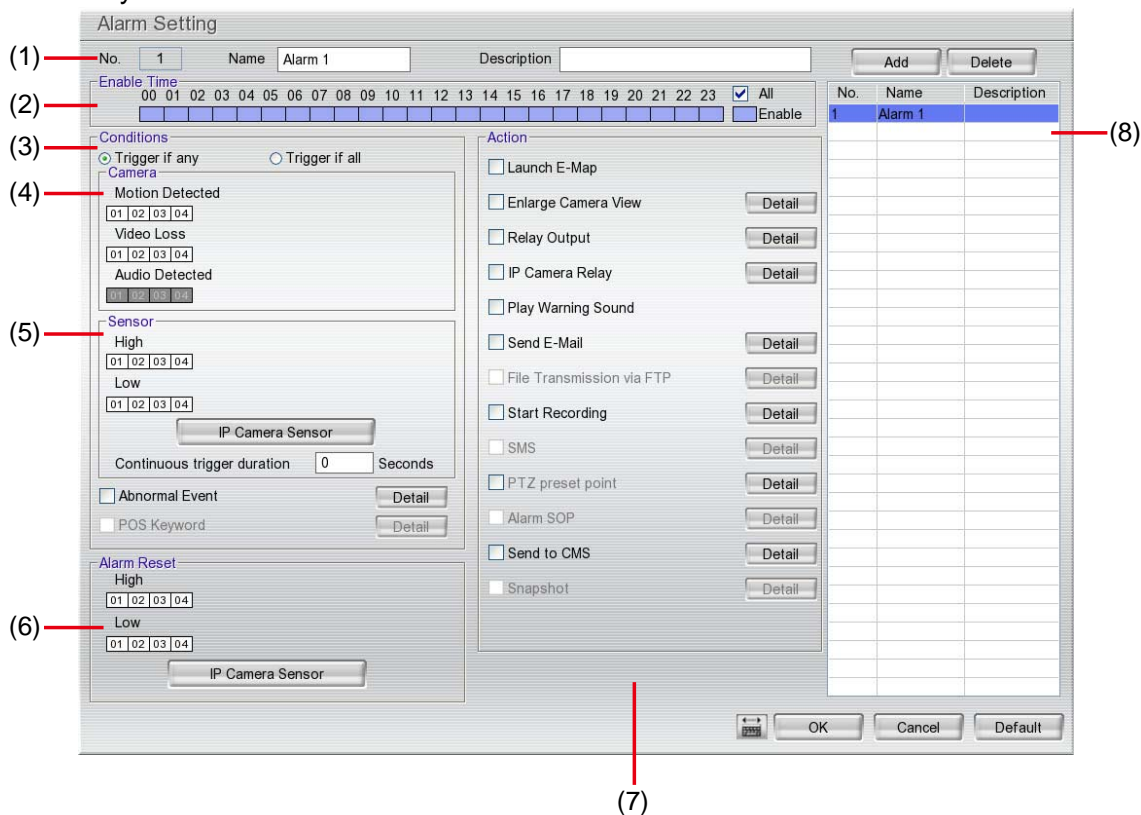 Alarm Setting
(1)
No. 1 Name Alarm 1 Description
Add Delete
(2)
Enable Time
00 01 02 03 04 05 06 07 08 09 10 11 12 13 14 15 16 17 18 19 20 21 22 23 All
Enable
No. Name Description
1 Alarm 1
(8)
(3)
Conditions
Trigger if any Trigger if all
(4)
Camera
Motion Detected
01 02 03 04
Video Loss
01 02 03 04
Audio Detected
01 02 03 04
(5)
Sensor
High
01 02 03 04
Low
01 02 03 04
IP Camera Sensor
Continuous trigger duration 0 Seconds
Abnormal Event Detail
POS Keyword Detail
(6)
Alarm Reset
High
01 02 03 04
Low
01 02 03 04
IP Camera Sensor
Action
Launch E-Map
Enlarge Camera View Detail
Relay Output Detail
IP Camera Relay Detail
Play Warning Sound
Send E-Mail Detail
File Transmission via FTP Detail
Start Recording Detail
SMS Detail
PTZ preset point Detail
Alarm SOP Detail
Send to CMS Detail
Snapshot Detail
OK Cancel Default
(7)